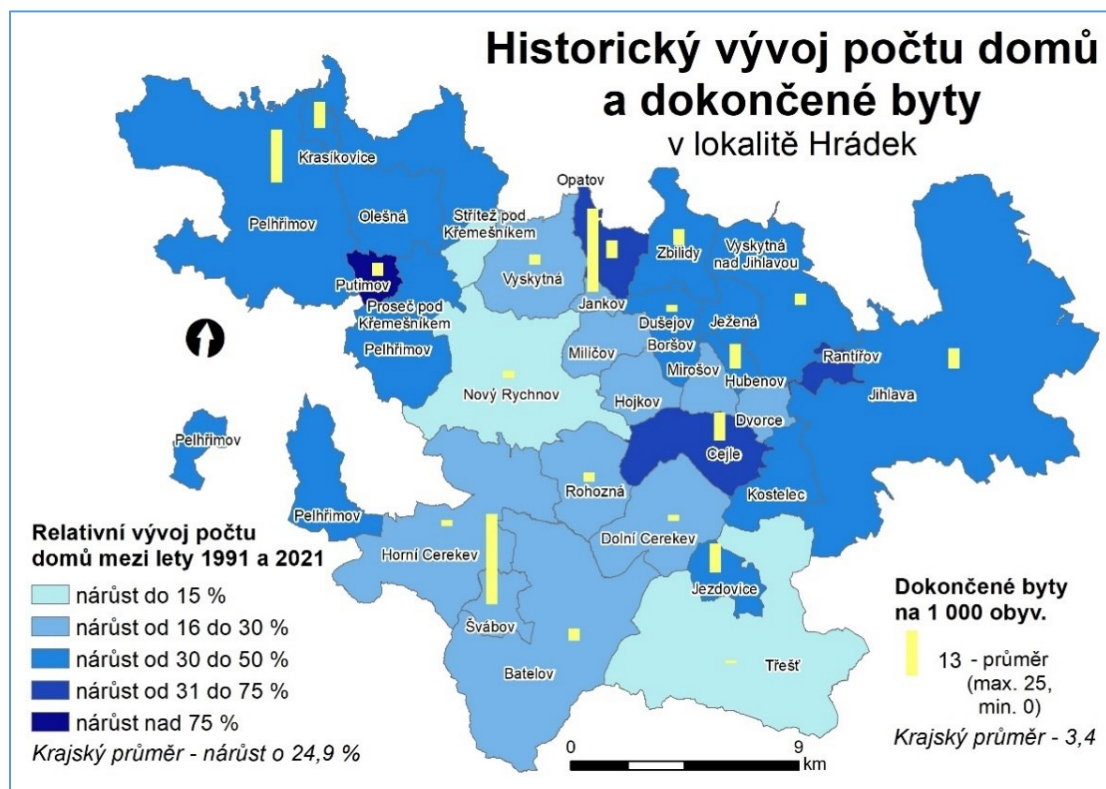 Historický vývoj počtu domů
a dokončené byty
v lokalitě Hrádek
Krasíkovice
Pelhřimov
Olešná
Střítež pod
Křemešníkem
Opatov
Zbilidy
Vyskytná
nad Jihlavou
Vyskytná
Putimov
Jankov
Proseč pod
Křemešníkem
Dušejov
Ježená
Pelhřimov
Milíčov
Boršov
Mirošov
Rantířov
Hubenov
Jihlava
Nový Rychnov
Hojkov
Dvorce
Pelhřimov
Cejle
Rohozná
Kostelec
Pelhřimov
Horní Cerekev
Dolní Cerekev
Jezdovice
Švábov
Batelov
Třešť
Relativní vývoj počtu
domů mezi lety 1991 a 2021
nárůst do 15 %
nárůst od 16 do 30 %
nárůst od 30 do 50 %
nárůst od 31 do 75 %
nárůst nad 75 %
Krajský průměr - nárůst o 24,9 %
0 9
km
Dokončené byty
na 1 000 obyv.
13 - průměr
(max. 25,
min. 0)
Krajský průměr - 3,4